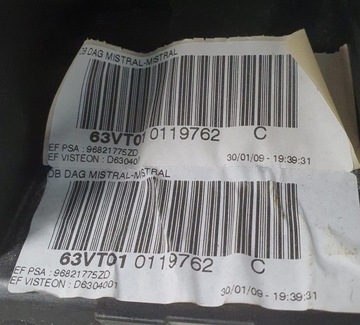 DB DAG MISTRAL-MISTRAL
63VT01 0119762 C
EF PSA : 96821775ZD
EF VISTEON : D6304001
30/01/09 - 19:39:31
DB DAG MISTRAL-MISTRAL
63VT01 0119762 C
EF PSA : 96821775ZD
EF VISTEON : D6304001
30/01/09 - 19:39:31